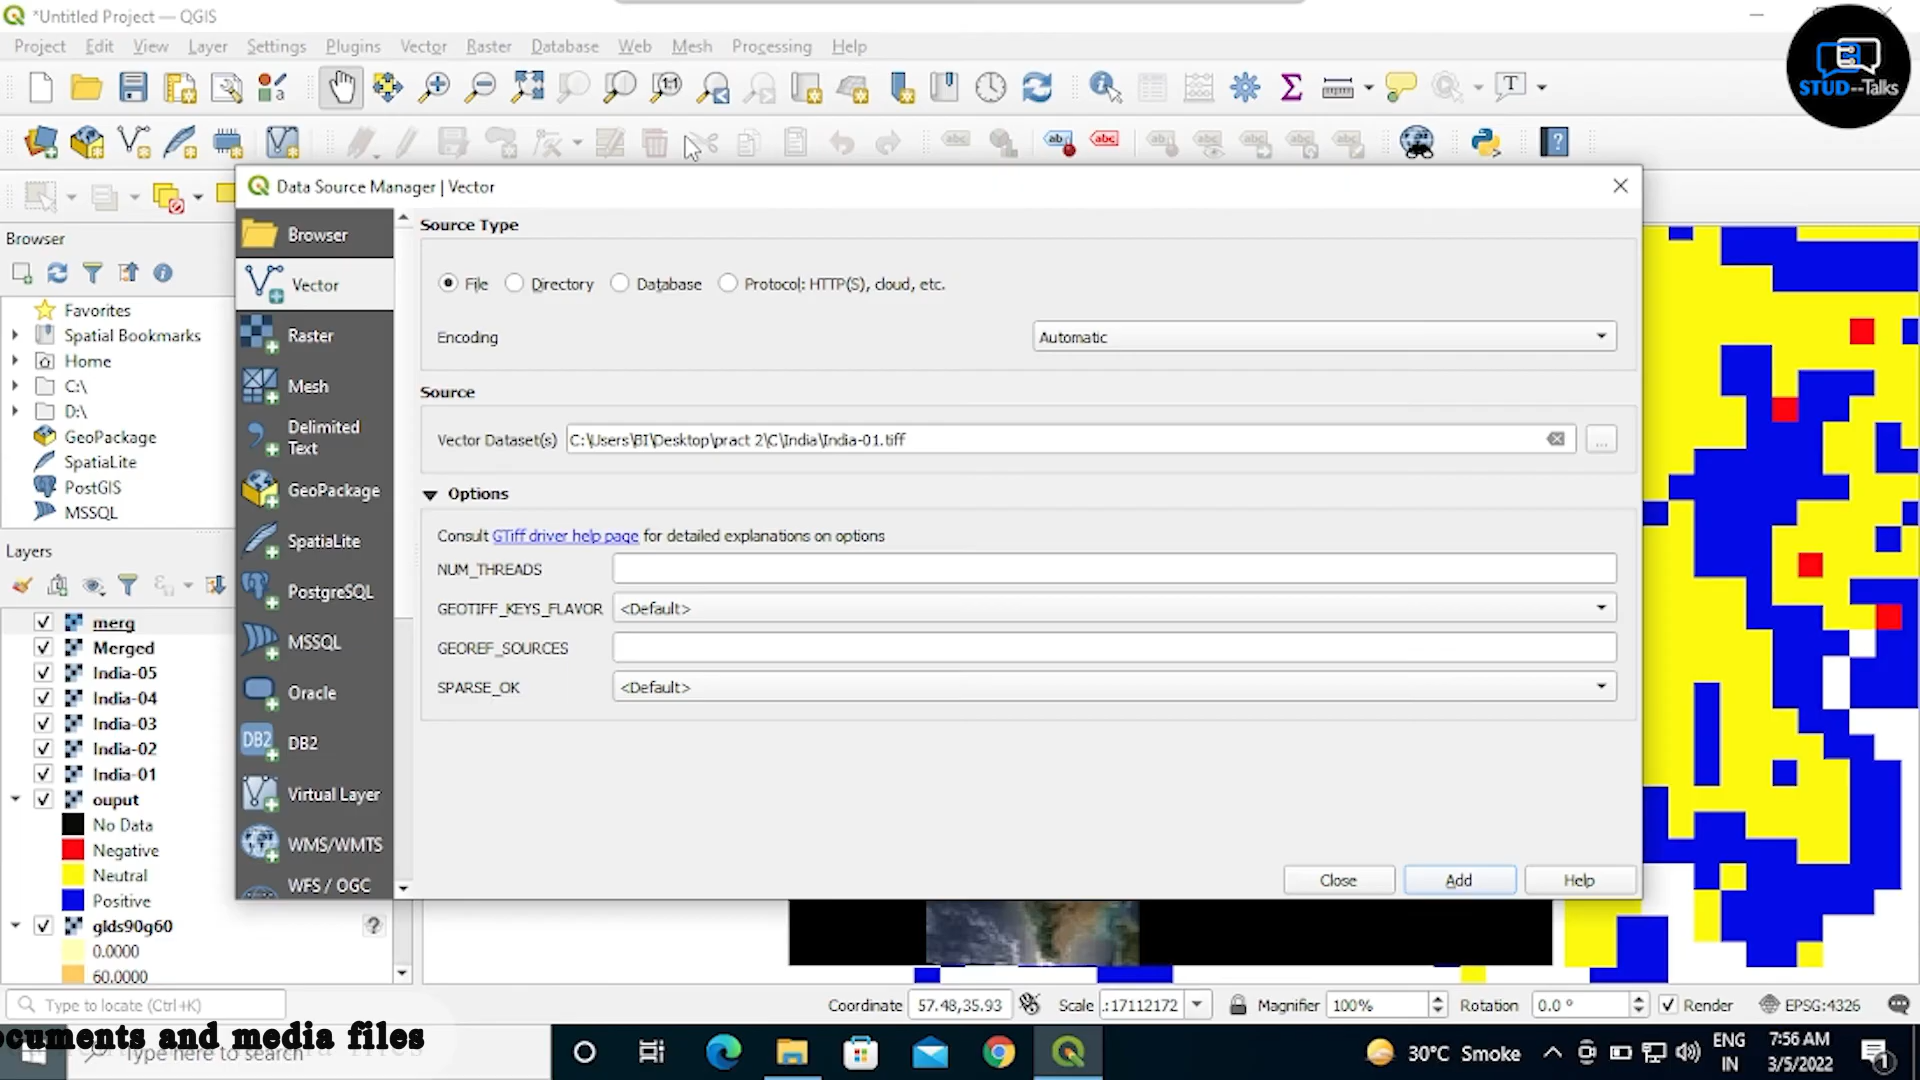 *Untitled Project — QGIS
Project Edit View Layer Settings Plugins Vector Raster Database Web Mesh Processing Help
STUD--Talks
Data Source Manager | Vector
Browser
Favorites
Spatial Bookmarks
Home
C:\
D:\
GeoPackage
SpatiaLite
PostGIS
MSSQL
Layers
merg
Merged
India-05
India-04
India-03
India-02
India-01
ouput
No Data
Negative
Neutral
Positive
glds90g60
0.0000
60.0000
Browser
Vector
Raster
Mesh
Delimited
Text
GeoPackage
SpatiaLite
PostgreSQL
MSSQL
Oracle
DB2
Virtual Layer
WMS/WMTS
WFS / OGC
Source Type
File Directory Database Protocol: HTTP(S), cloud, etc.
Encoding Automatic
Source
Vector Dataset(s) C:\Users\BI\Desktop\pract 2\C\India\India-01.tiff ...
Options
Consult GTiff driver help page for detailed explanations on options
NUM_THREADS
GEOTIFF_KEYS_FLAVOR <Default>
GEOREF_SOURCES
SPARSE_OK <Default>
Close Add Help
Type to locate (Ctrl+K)
Coordinate 57.48,35.93 Scale :17112172 Magnifier 100% Rotation 0.0 ° Render EPSG:4326
ocuments and media files
Type here to search
30°C Smoke
ENG
IN
7:56 AM
3/5/2022
1